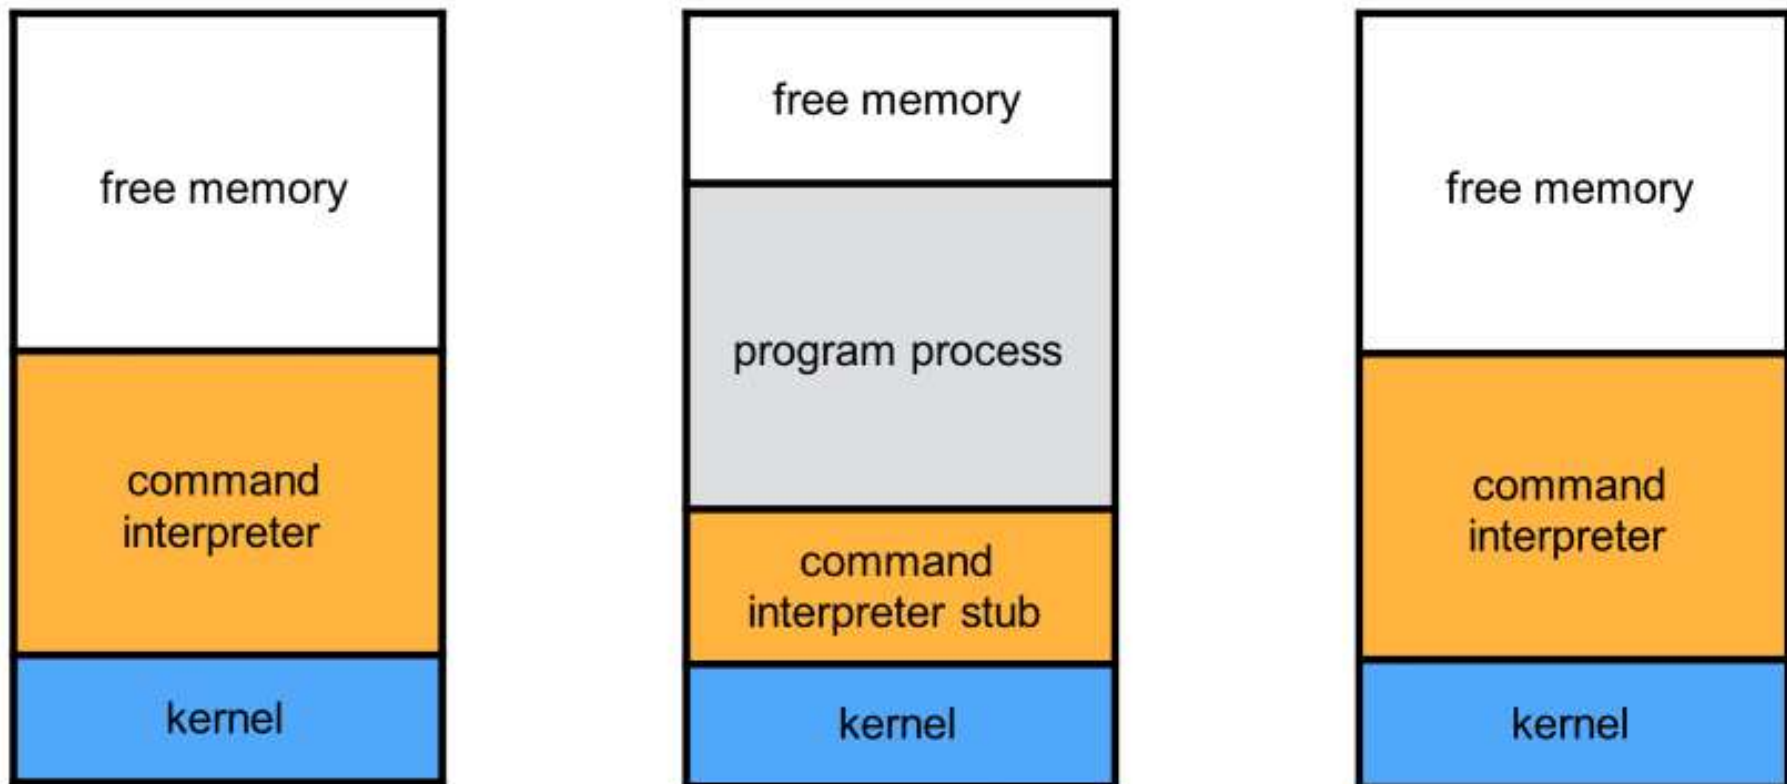 free memory
command
interpreter
kernel
free memory
program process
command
interpreter stub
kernel
free memory
command
interpreter
kernel